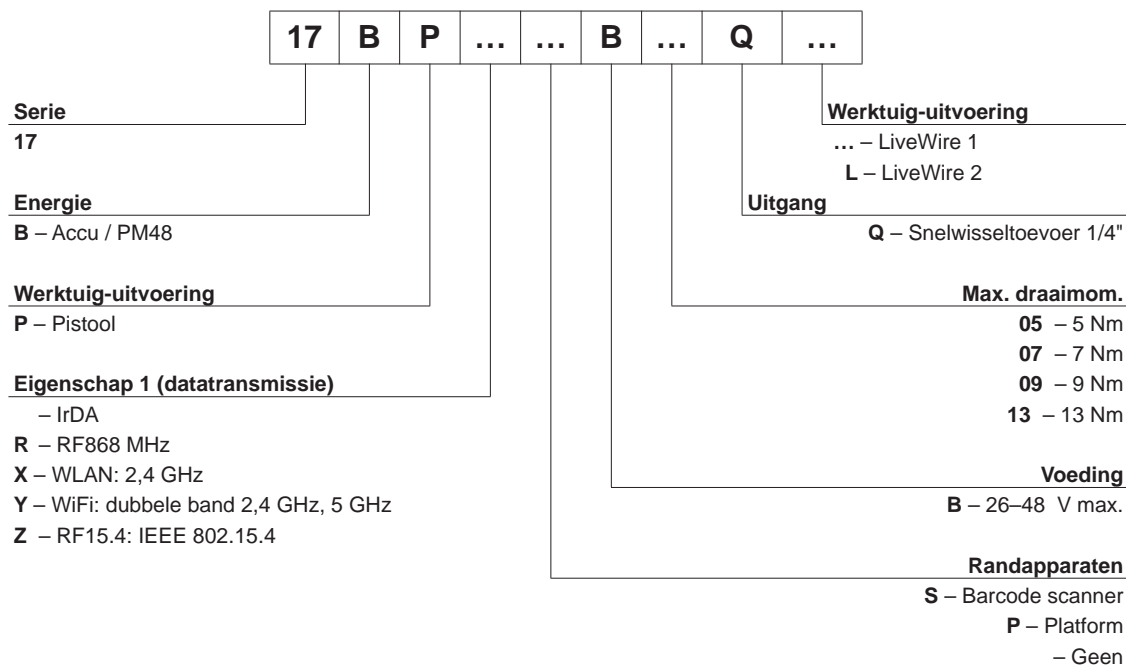 17 B P ... ... B ... Q ...
Serie
17
Energie
B – Accu / PM48
Werktuig-uitvoering
P – Pistool
Eigenschap 1 (datatransmissie)
– IrDA
R – RF868 MHz
X – WLAN: 2,4 GHz
Y – WiFi: dubbele band 2,4 GHz, 5 GHz
Z – RF15.4: IEEE 802.15.4
Werktuig-uitvoering
... – LiveWire 1
L – LiveWire 2
Uitgang
Q – Snelwisseltoevoer 1/4"
Max. draaimom.
05 – 5 Nm
07 – 7 Nm
09 – 9 Nm
13 – 13 Nm
Voeding
B – 26–48 V max.
Randapparaten
S – Barcode scanner
P – Platform
– Geen